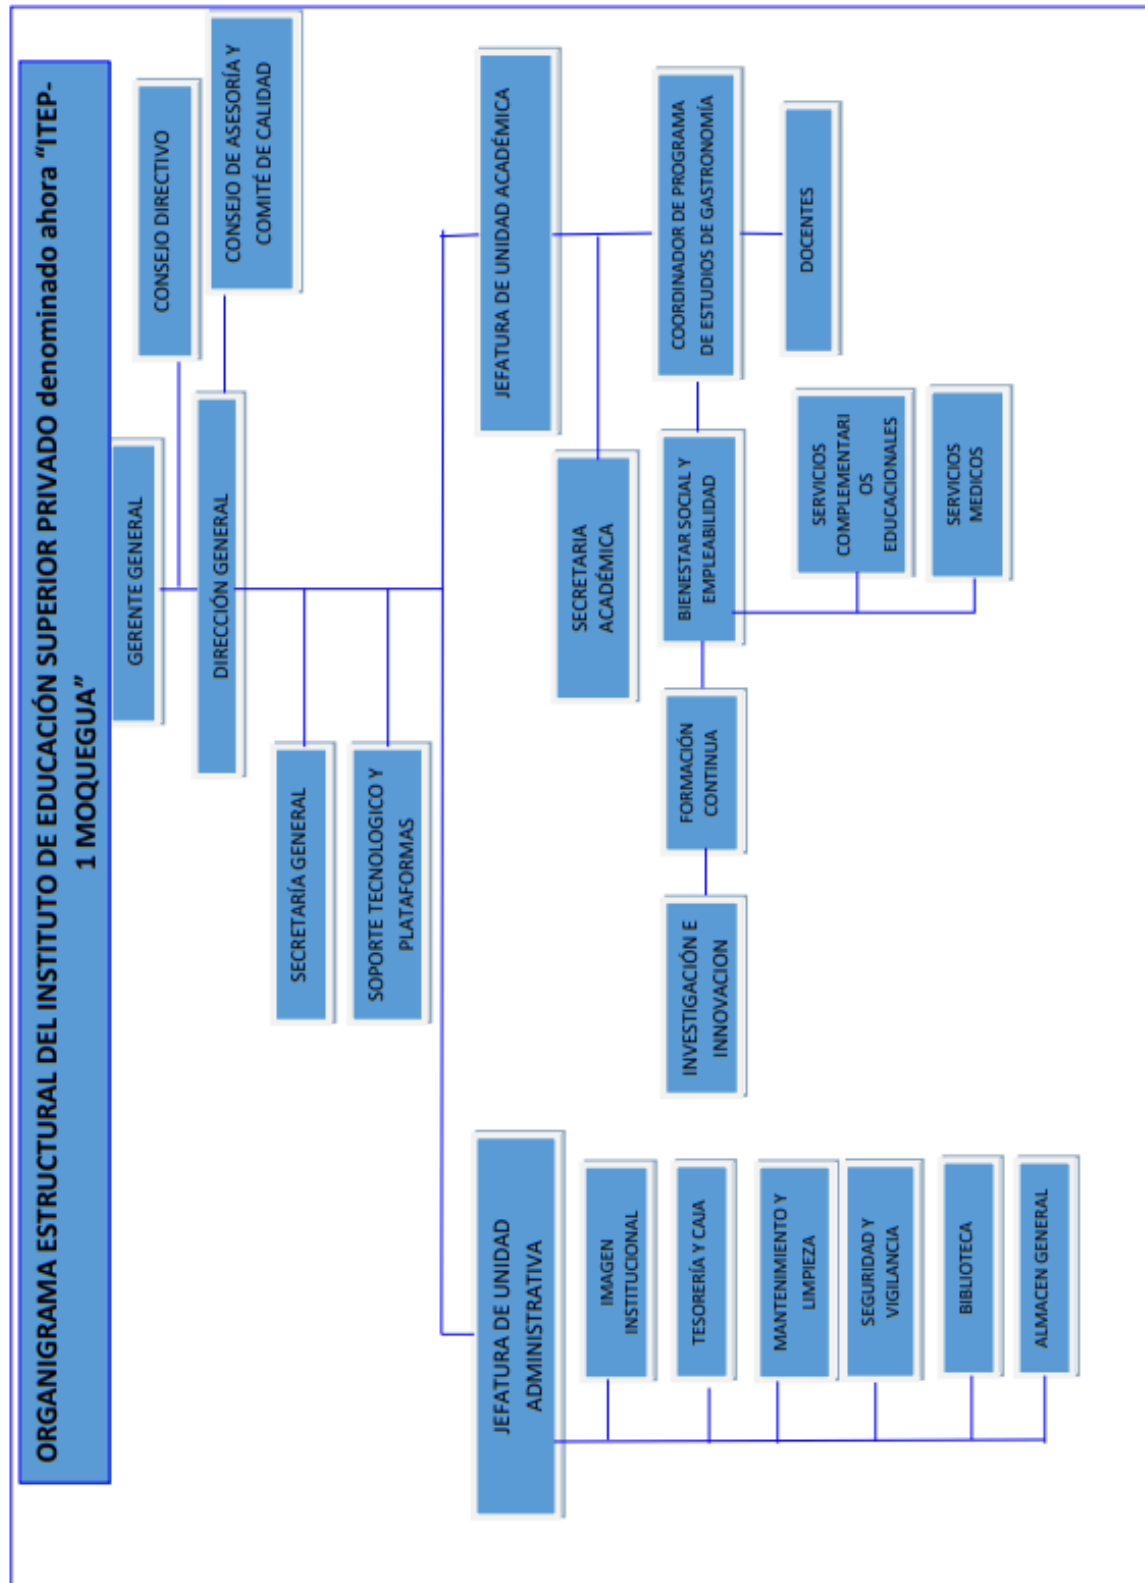 ORGANIGRAMA ESTRUCTURAL DEL INSTITUTO DE EDUCACIÓN SUPERIOR PRIVADO denominado ahora “ITEP-
1 MOQUEGUA”
GERENTE GENERAL
CONSEJO DIRECTIVO
DIRECCIÓN GENERAL
CONSEJO DE ASESORÍA Y
COMITÉ DE CALIDAD
SECRETARÍA GENERAL
SOPORTE TECNOLOGICO Y
PLATAFORMAS
JEFATURA DE UNIDAD
ADMINISTRATIVA
IMAGEN
INSTITUCIONAL
TESORERÍA Y CAJA
MANTENIMIENTO Y
LIMPIEZA
SEGURIDAD Y
VIGILANCIA
BIBLIOTECA
ALMACEN GENERAL
JEFATURA DE UNIDAD ACADÉMICA
SECRETARIA
ACADÉMICA
INVESTIGACIÓN E
INNOVACION
FORMACIÓN
CONTINUA
BIENESTAR SOCIAL Y
EMPLEABILIDAD
COORDINADOR DE PROGRAMA
DE ESTUDIOS DE GASTRONOMÍA
SERVICIOS
COMPLEMENTARI
OS
EDUCACIONALES
SERVICIOS
MEDICOS
DOCENTES